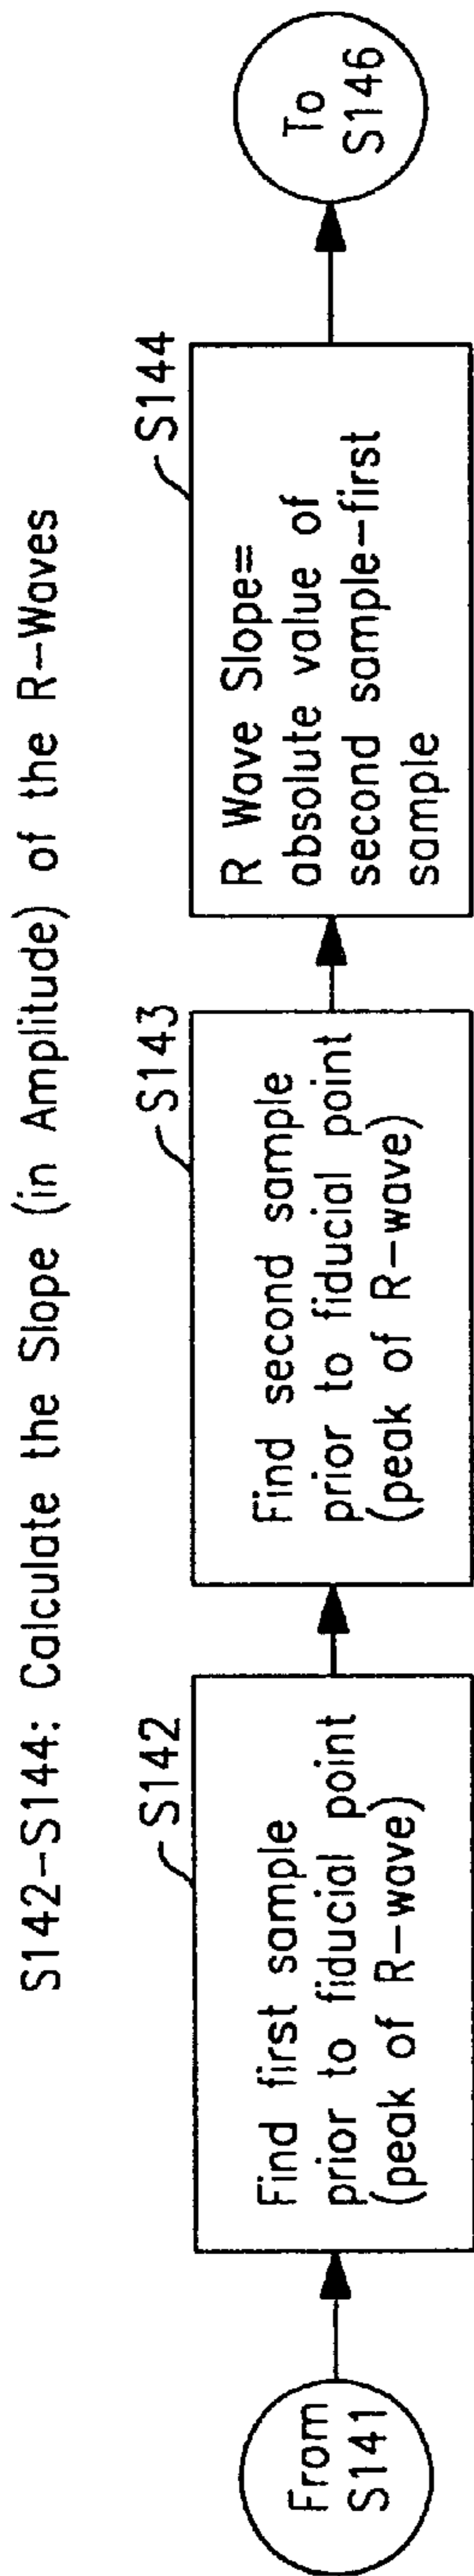 S142-S144: Calculate the Slope (in Amplitude) of the R-Waves
From
S141
S142
Find first sample
prior to fiducial point
(peak of R-wave)
S143
Find second sample
prior to fiducial point
(peak of R-wave)
S144
R Wave Slope=
absolute value of
second sample-first
sample
To
S146